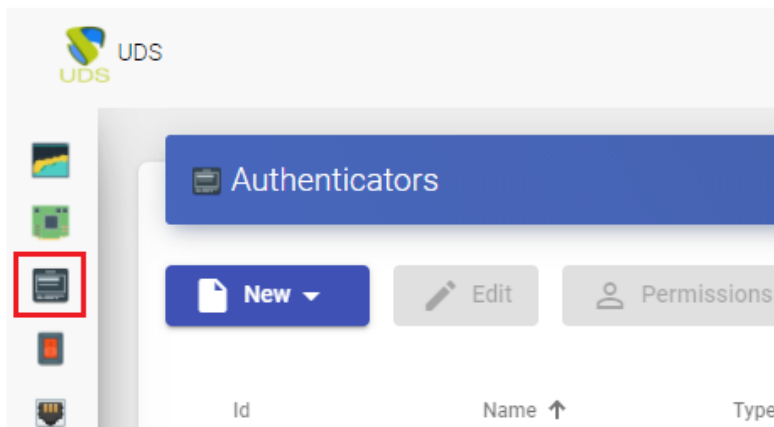 UDS
UDS
Authenticators
New
Edit
Permissions
Id
Name
Type